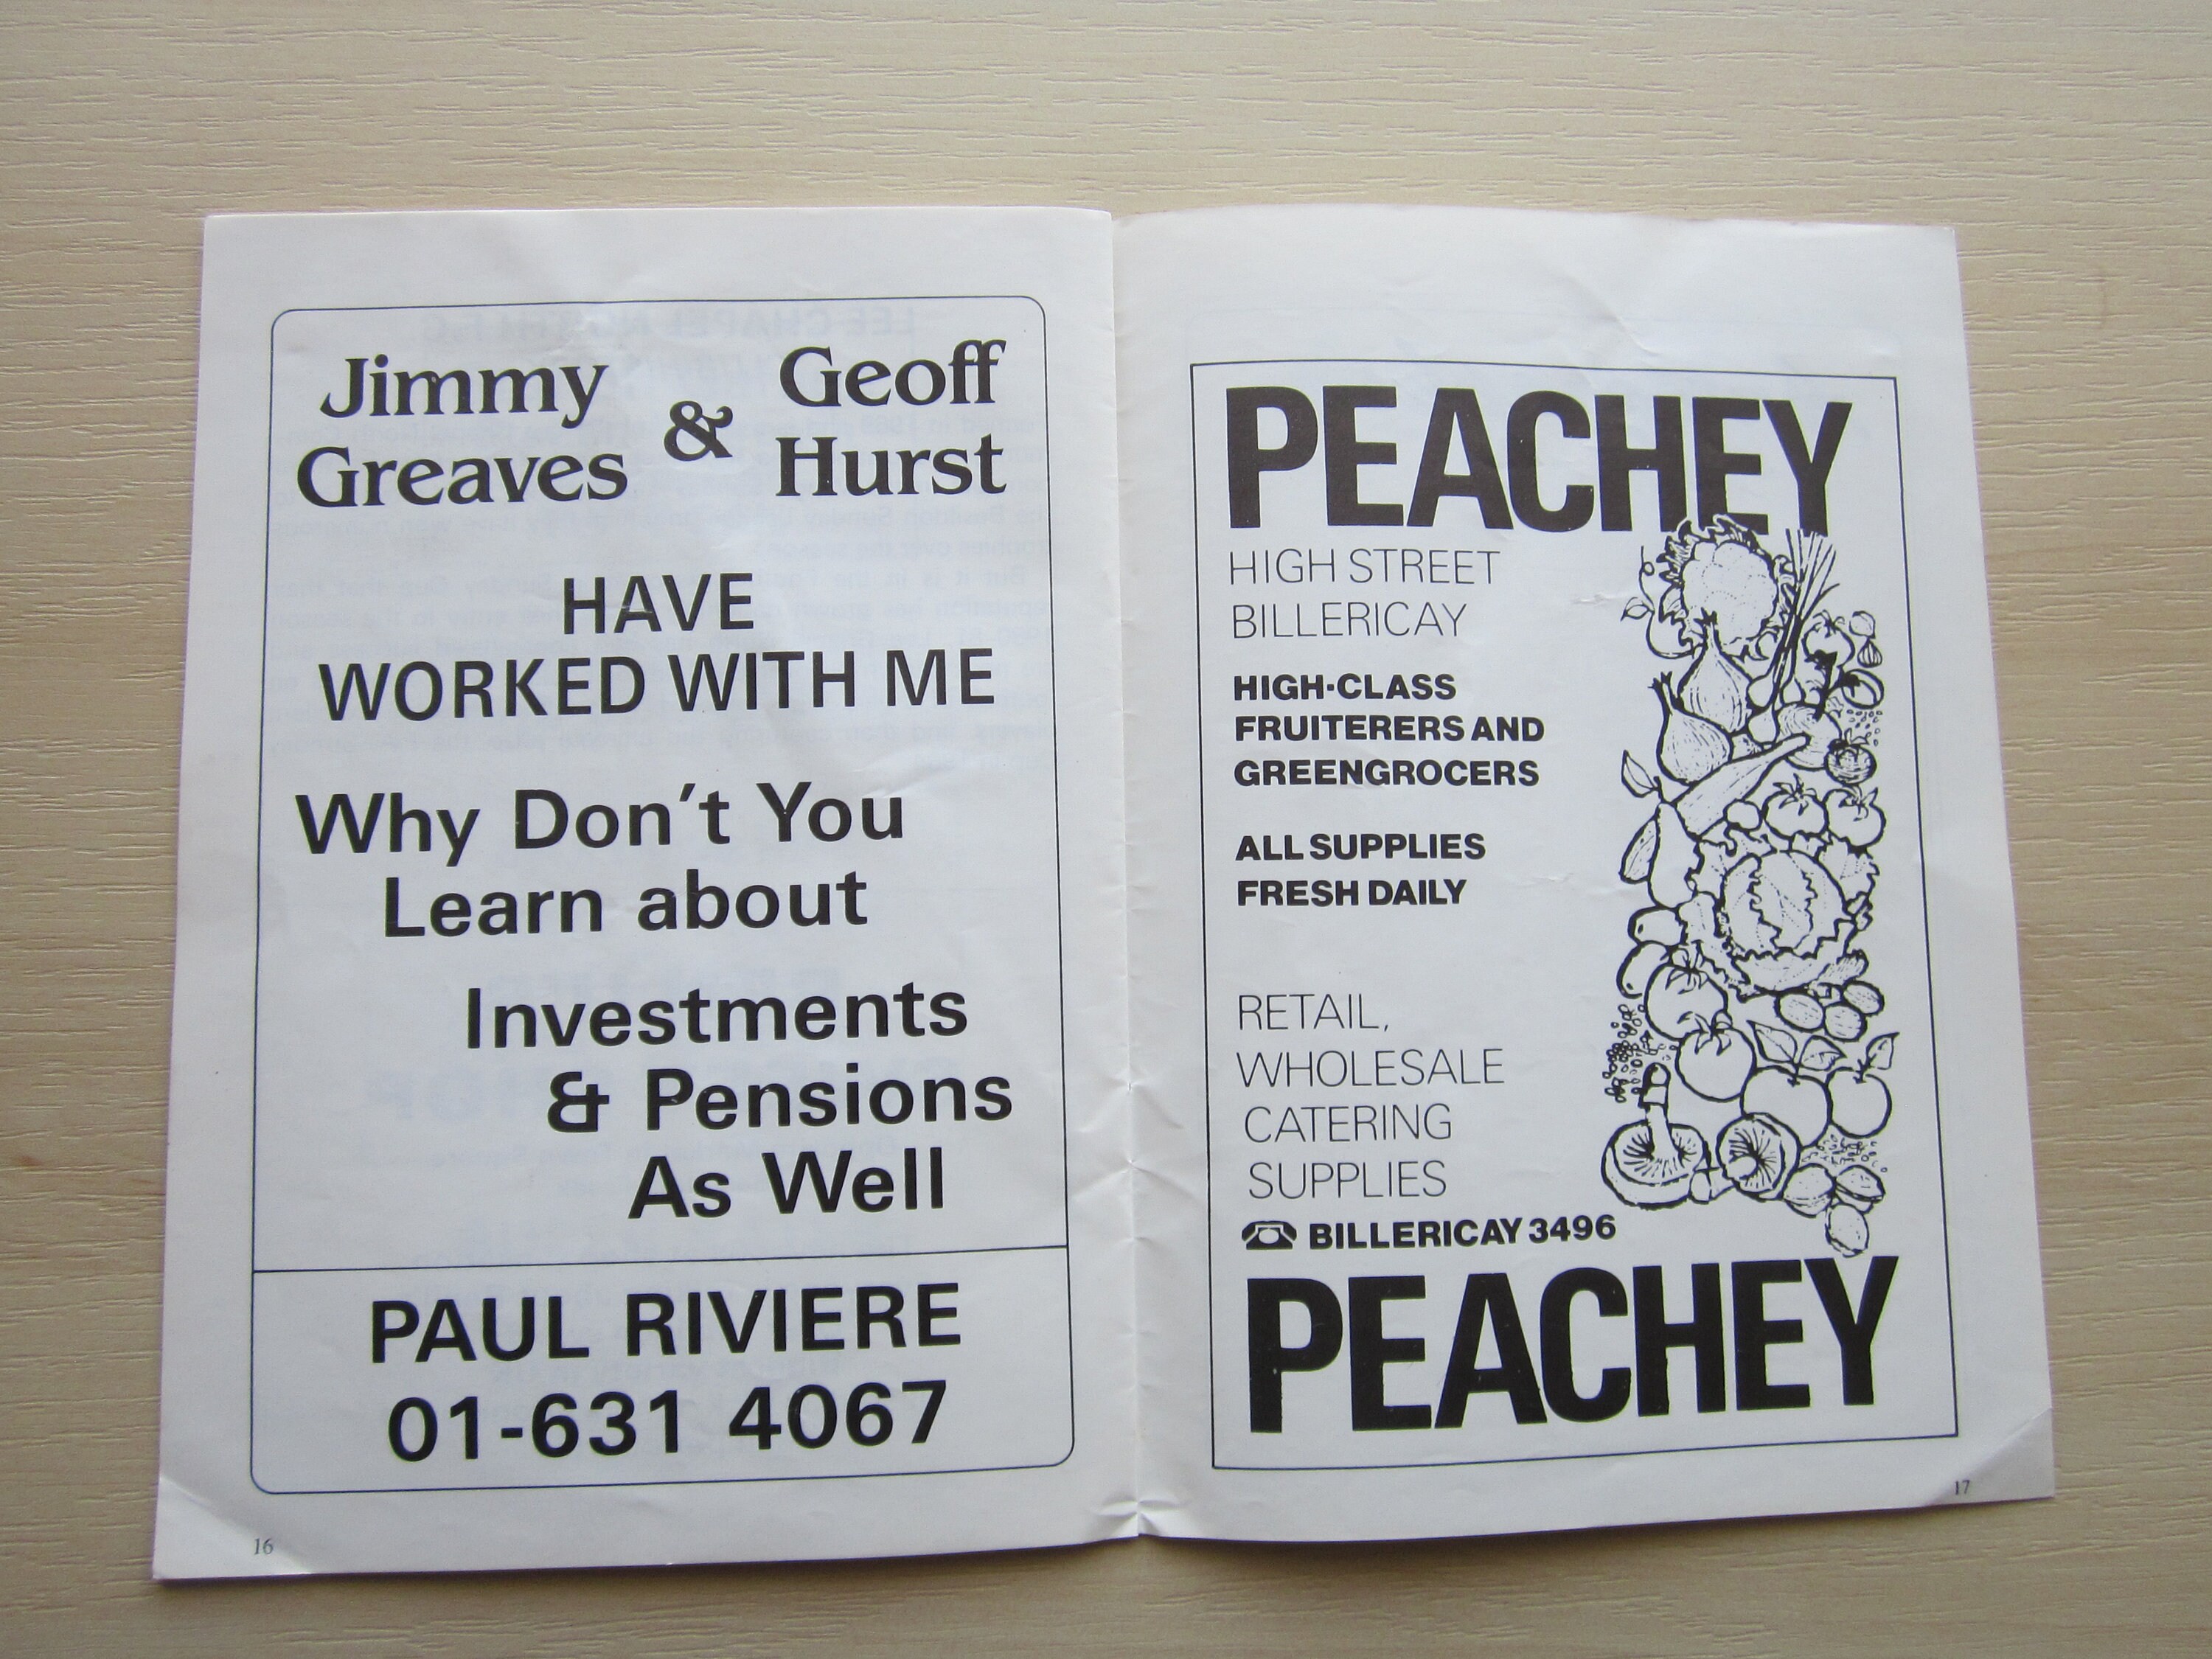 Jimmy Greaves & Geoff Hurst
HAVE
WORKED WITH ME
Why Don't You
Learn about
Investments
& Pensions
As Well
PAUL RIVIERE
01-631 4067
16
PEACHEY
HIGH STREET
BILLERICAY
HIGH-CLASS
FRUITERERS AND
GREENGROCERS
ALL SUPPLIES
FRESH DAILY
RETAIL,
WHOLESALE
CATERING
SUPPLIES
BILLERICAY 3496
PEACHEY
17